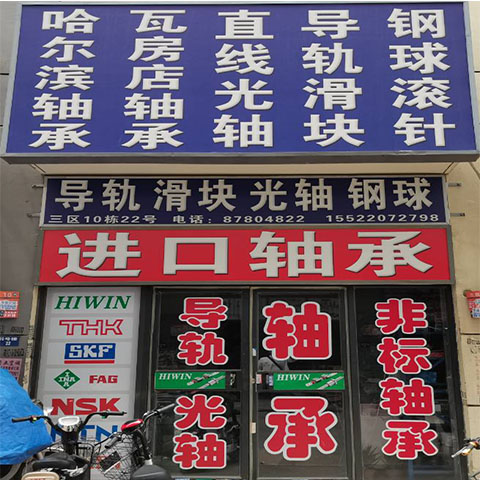 哈尔滨轴承
瓦房店轴承
直线光轴
导轨滑块
钢球滚针
导轨 滑块 光轴 钢球
三区10栋22号 电话：87804822 15522072798
进口轴承
HIWIN
THK
SKF
INA FAG
NSK
NTN
导轨
光轴
轴承
非标轴承
HIWIN
HIWIN